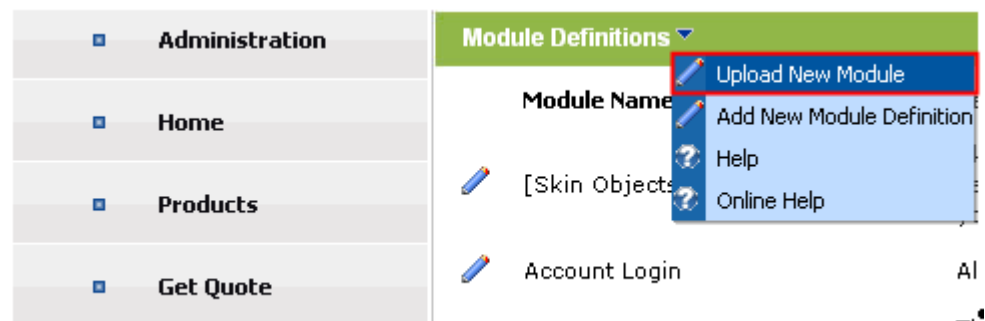 Administration
Home
Products
Get Quote
Module Definitions
Upload New Module
Add New Module Definition
Help
Online Help
Module Name
[Skin Objects
Account Login
Al